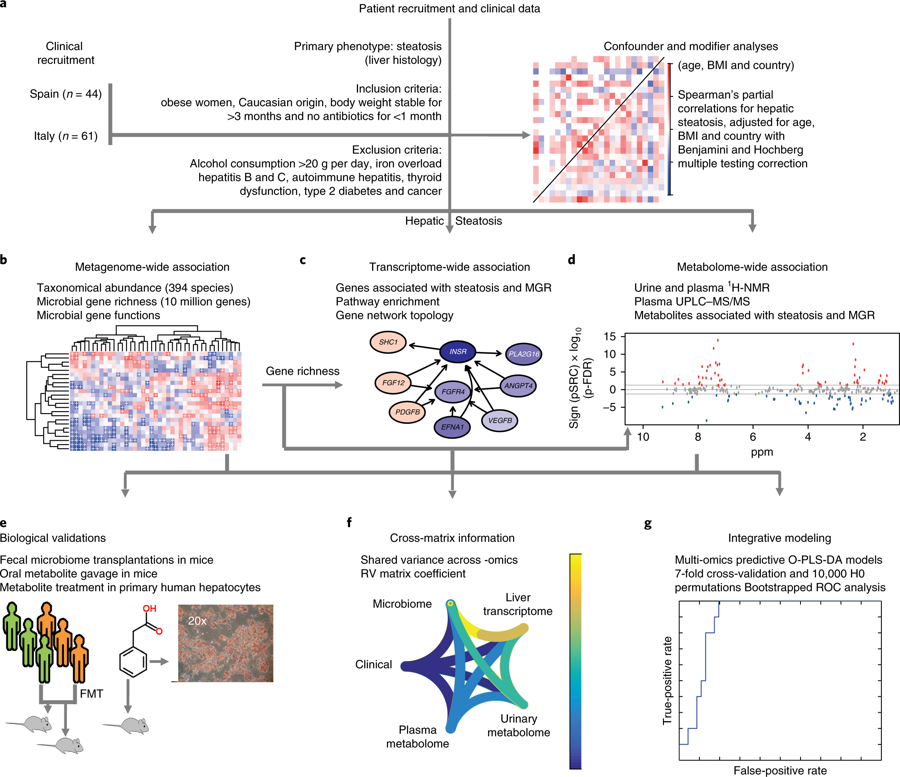 a
Patient recruitment and clinical data
Clinical
recruitment
Spain (n = 44)
Italy (n = 61)
Primary phenotype: steatosis
(liver histology)
Inclusion criteria:
obese women, Caucasian origin, body weight stable for
>3 months and no antibiotics for <1 month
Exclusion criteria:
Alcohol consumption >20 g per day, iron overload
hepatitis B and C, autoimmune hepatitis, thyroid
dysfunction, type 2 diabetes and cancer
Confounder and modifier analyses
(age, BMI and country)
Spearman's partial
correlations for hepatic
steatosis, adjusted for age,
BMI and country with
Benjamini and Hochberg
multiple testing correction
Hepatic Steatosis
b
Metagenome-wide association
Taxonomical abundance (394 species)
Microbial gene richness (10 million genes)
Microbial gene functions
Gene richness
c
Transcriptome-wide association
Genes associated with steatosis and MGR
Pathway enrichment
Gene network topology
SHC1
INSR
PLA2G16
FGF12
FGFR4
ANGPT4
PDGFB
EFNA1
VEGFB
d
Metabolome-wide association
Urine and plasma ¹H-NMR
Plasma UPLC–MS/MS
Metabolites associated with steatosis and MGR
Sign (pSRC) × log₁₀
(p-FDR)
15
10
5
0
−5
10
8
6
4
2
ppm
e
Biological validations
Fecal microbiome transplantations in mice
Oral metabolite gavage in mice
Metabolite treatment in primary human hepatocytes
FMT
OH
O
20x
f
Cross-matrix information
Shared variance across -omics
RV matrix coefficient
Microbiome
Liver
transcriptome
Clinical
Plasma
metabolome
Urinary
metabolome
g
Integrative modeling
Multi-omics predictive O-PLS-DA models
7-fold cross-validation and 10,000 H0
permutations Bootstrapped ROC analysis
True-positive rate
False-positive rate